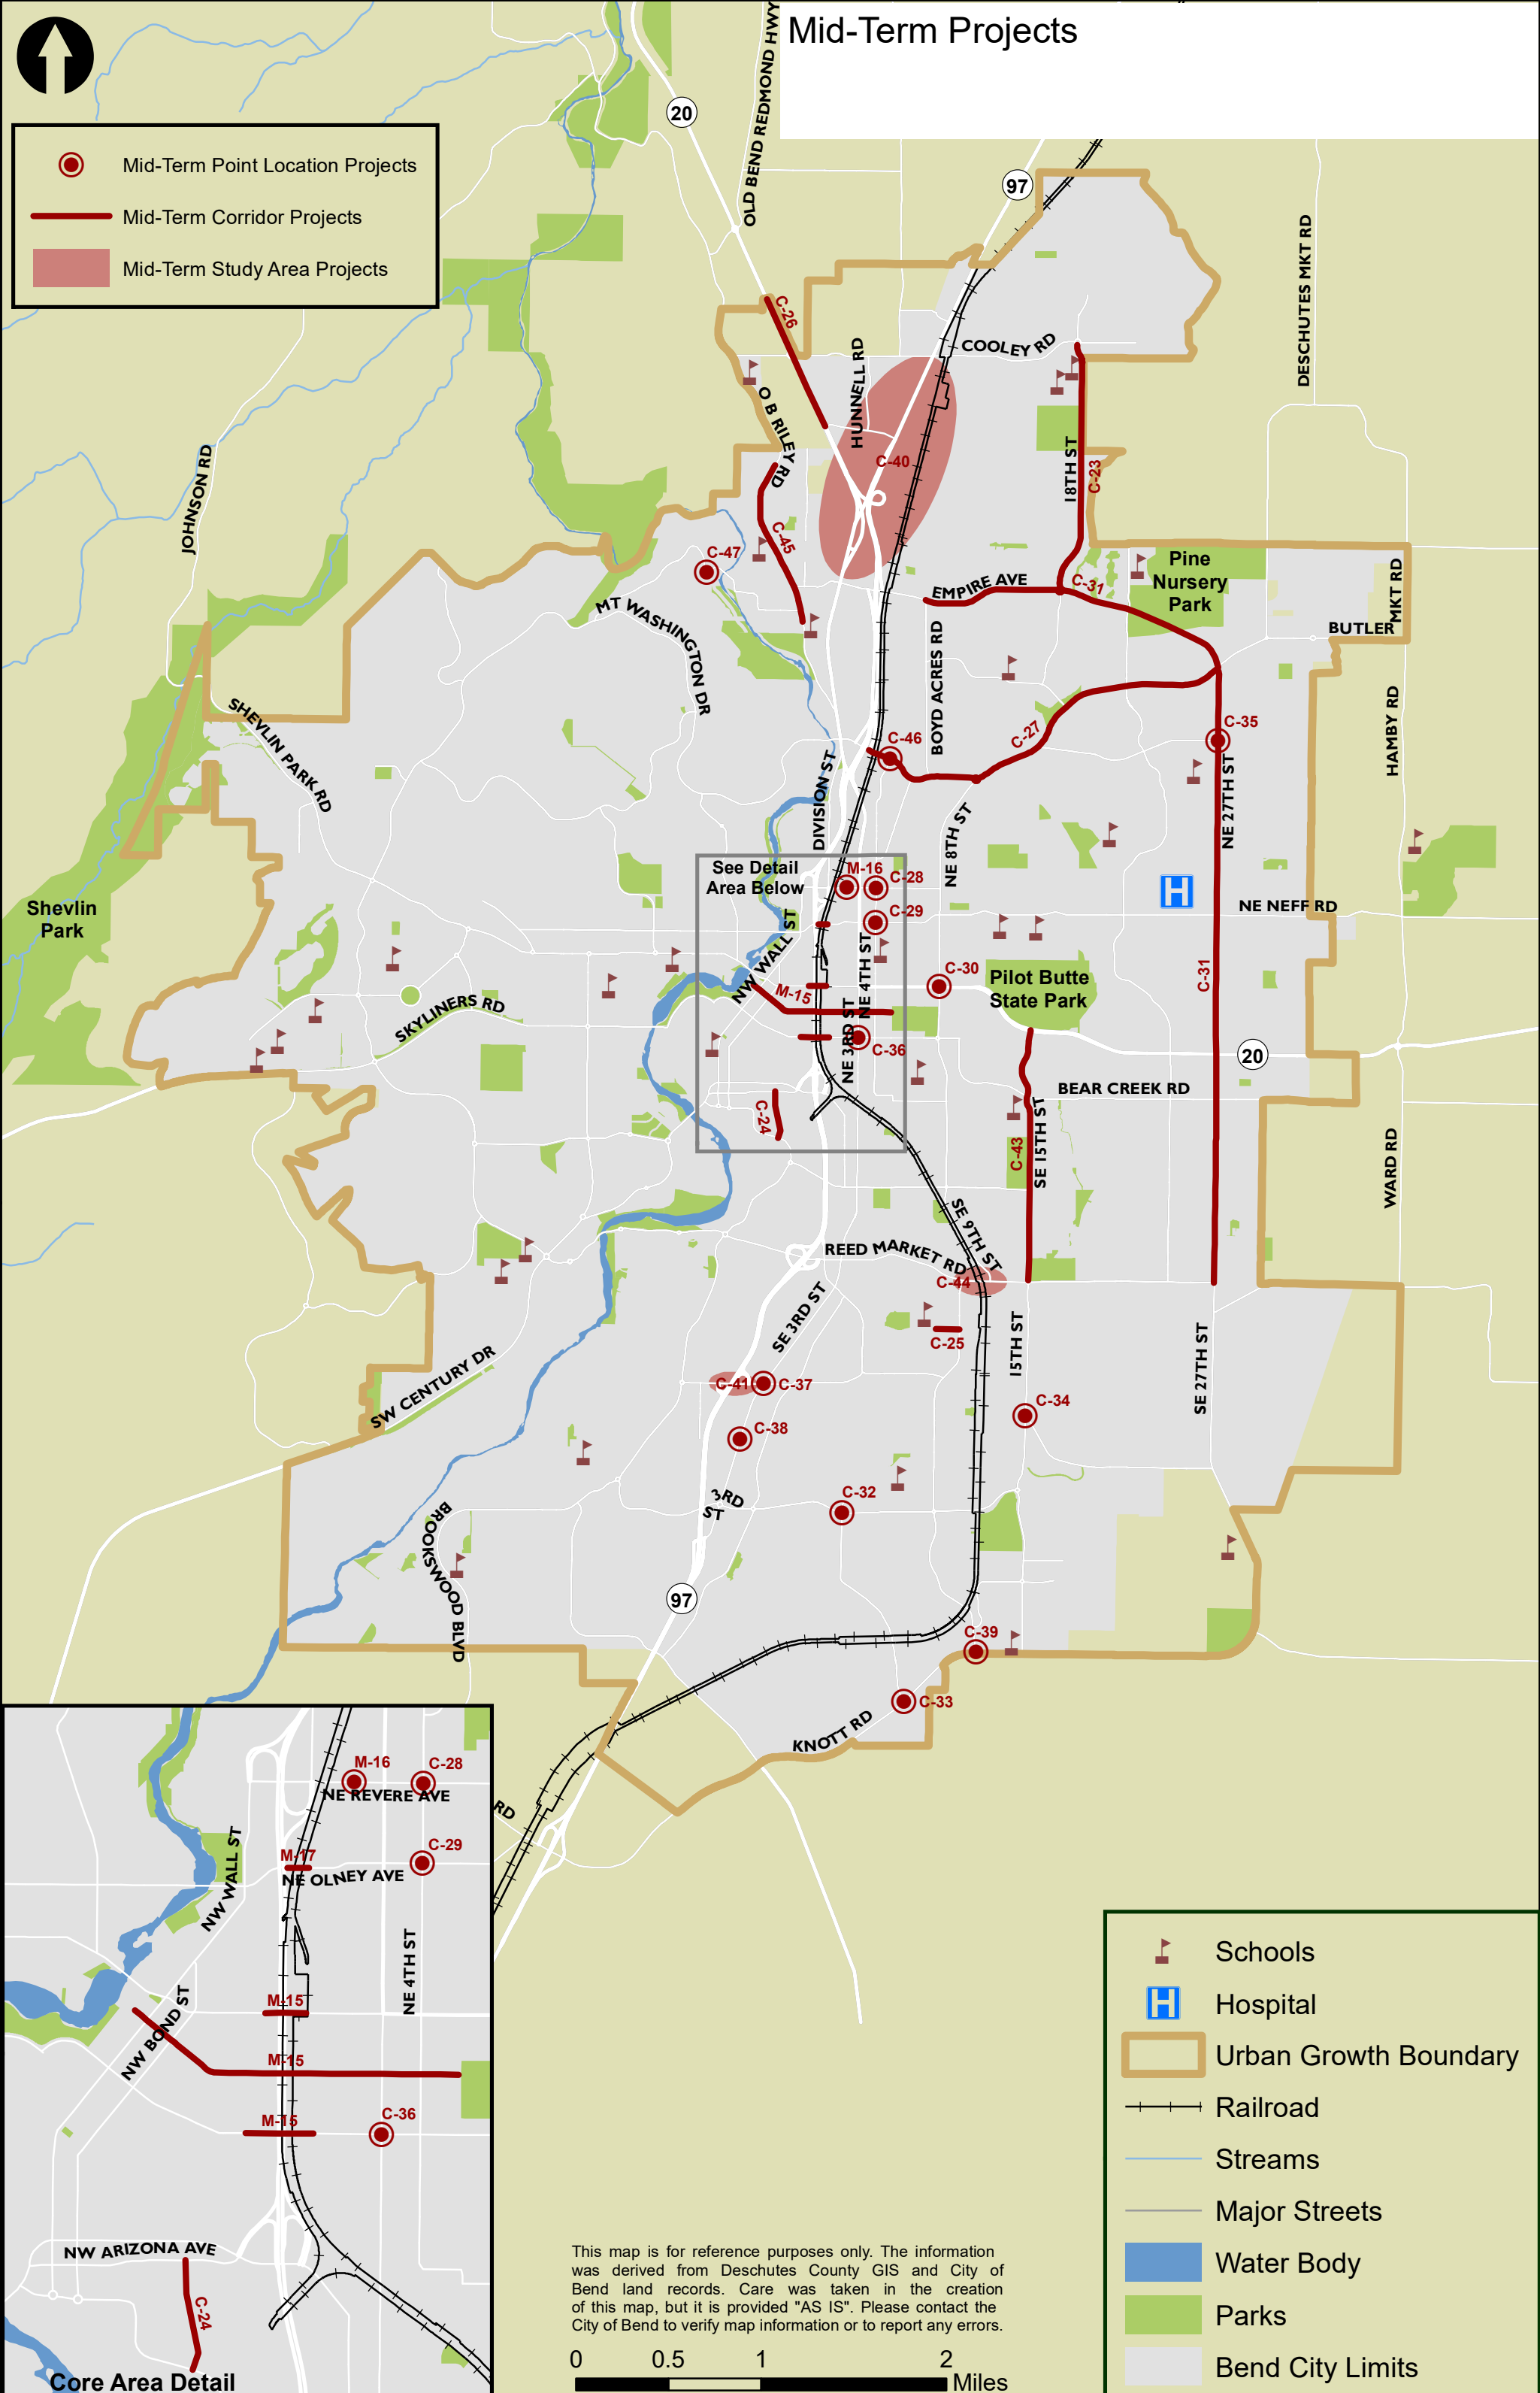 Mid-Term Projects
Mid-Term Point Location Projects
Mid-Term Corridor Projects
Mid-Term Study Area Projects
20
OLD BEND REDMOND HWY
97
DESCHUTES MKT RD
C-26
COOLEY RD
HUNNELL RD
O B RILEY RD
JOHNSON RD
C-40
18TH ST
C-23
C-45
C-47
Pine
Nursery
Park
EMPIRE AVE
C-31
MKT RD
BUTLER
MT WASHINGTON DR
BOYD ACRES RD
SHEVLIN PARK RD
HAMBY RD
C-27
C-35
C-46
DIVISION ST
NE 27TH ST
NE 8TH ST
See Detail
Area Below
M-16
C-28
C-29
NE NEFF RD
Shevlin
Park
NW WALL ST
NE 4TH ST
C-30
Pilot Butte
State Park
C-31
M-15
SKYLINERS RD
NE 3RD ST
C-36
20
BEAR CREEK RD
C-24
C-43
SE 15TH ST
WARD RD
SE 9TH ST
REED MARKET RD
C-44
SE 3RD ST
C-25
15TH ST
SE 27TH ST
SW CENTURY DR
C-41
C-37
C-34
C-38
3RD
ST
C-32
BROOKSWOOD BLVD
97
C-39
C-33
KNOTT RD
RD
M-16
C-28
NE REVERE AVE
C-29
M-17
NE OLNEY AVE
NW WALL ST
NE 4TH ST
M-15
NW BOND ST
M-15
C-36
M-15
NW ARIZONA AVE
C-24
Core Area Detail
This map is for reference purposes only. The information
was derived from Deschutes County GIS and City of
Bend land records. Care was taken in the creation
of this map, but it is provided "AS IS". Please contact the
City of Bend to verify map information or to report any errors.
0 0.5 1 2
Miles
Schools
H Hospital
Urban Growth Boundary
Railroad
Streams
Major Streets
Water Body
Parks
Bend City Limits
H